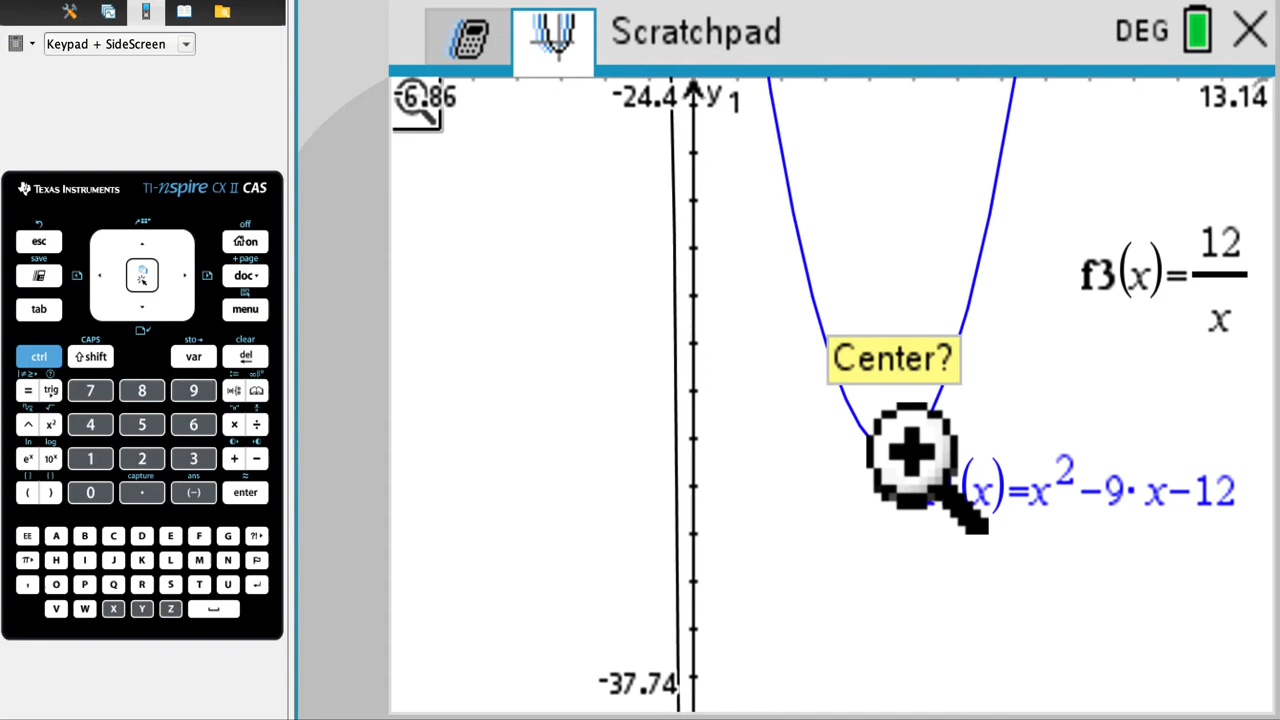 Keypad + SideScreen
Scratchpad
DEG
-6.86
-24.4
y
1
13.14
f3(x)=12/x
Center?
(x)=x²-9·x-12
-37.74
TEXAS INSTRUMENTS
TI-nspire CX II CAS
off
esc
on
save
+ page
doc
tab
menu
CAPS
sto→
clear
ctrl
shift
var
del
= trig 7 8 9
^ x² 4 5 6 × ÷
ln log
eˣ 10ˣ 1 2 3 + −
capture ans
( ) 0 . (−) enter
EE A B C D E F G ?!
π H I J K L M N
, O P Q R S T U
V W X Y Z